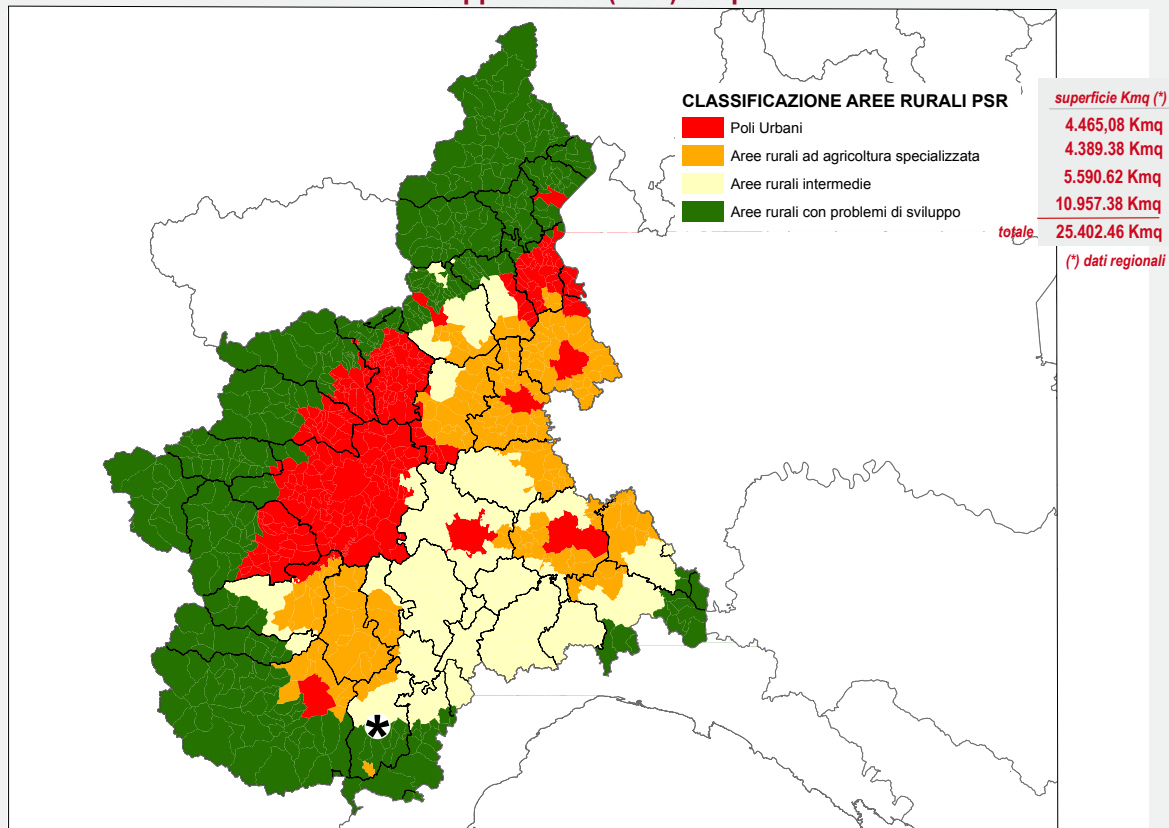 CLASSIFICAZIONE AREE RURALI PSR
superficie Kmq (*)
Poli Urbani
4.465,08 Kmq
Aree rurali ad agricoltura specializzata
4.389.38 Kmq
Aree rurali intermedie
5.590.62 Kmq
Aree rurali con problemi di sviluppo
10.957.38 Kmq
totale 25.402.46 Kmq
(*) dati regionali
*